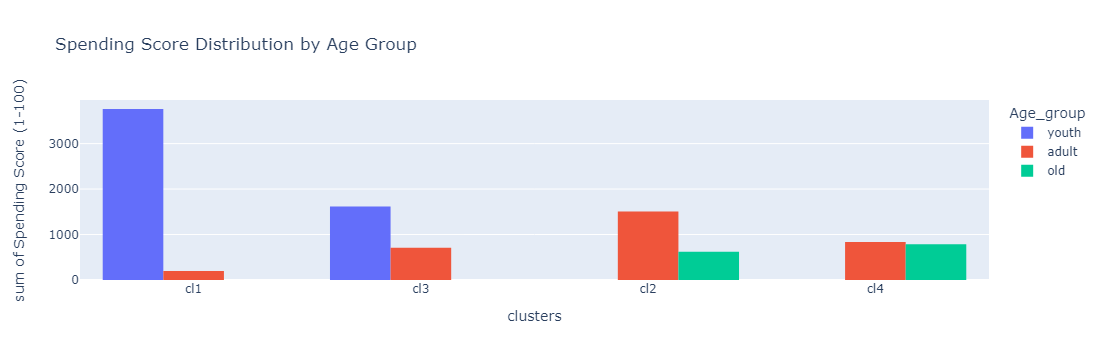 Spending Score Distribution by Age Group
sum of Spending Score (1-100)
3000
2000
1000
0
cl1
cl3
cl2
cl4
clusters
Age_group
youth
adult
old